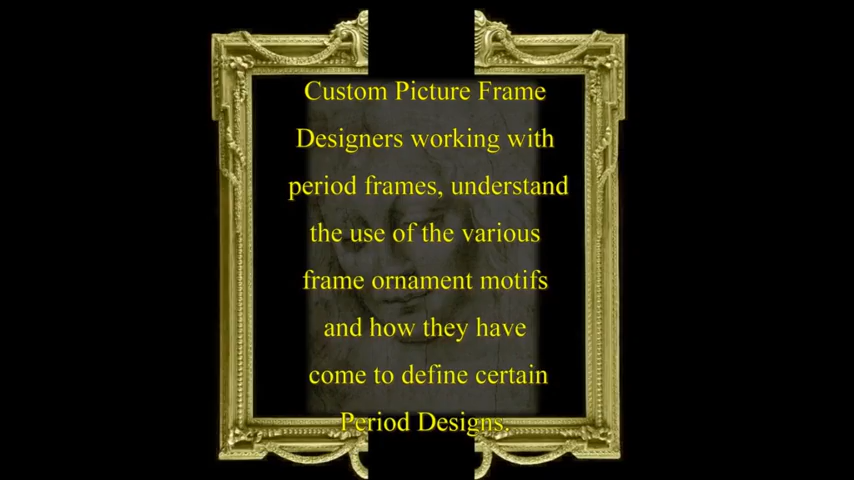 Custom Picture Frame
Designers working with
period frames, understand
the use of the various
frame ornament motifs
and how they have
come to define certain
Period Designs.